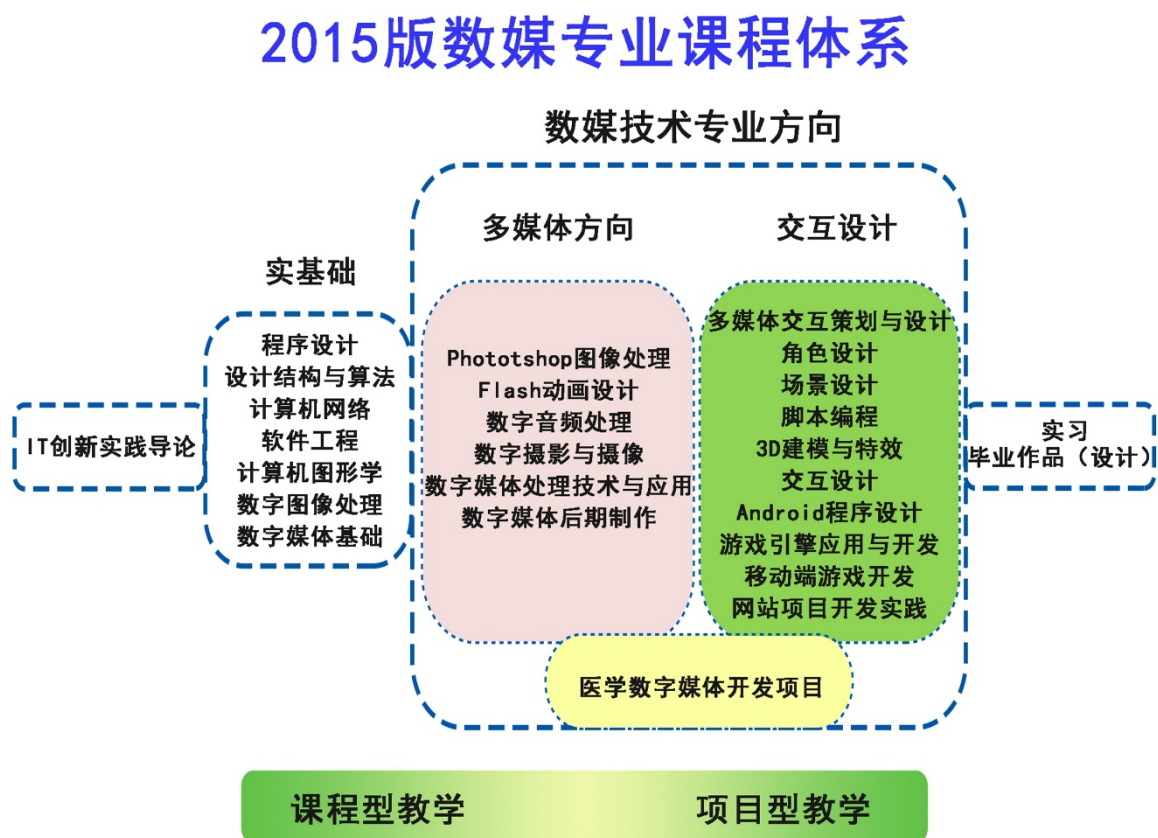 2015版数媒专业课程体系
数媒技术专业方向
多媒体方向
交互设计
实基础
IT创新实践导论
程序设计
设计结构与算法
计算机网络
软件工程
计算机图形学
数字图像处理
数字媒体基础
Phototshop图像处理
Flash动画设计
数字音频处理
数字摄影与摄像
数字媒体处理技术与应用
数字媒体后期制作
多媒体交互策划与设计
角色设计
场景设计
脚本编程
3D建模与特效
交互设计
Android程序设计
游戏引擎应用与开发
移动端游戏开发
网站项目开发实践
实习
毕业作品（设计）
医学数字媒体开发项目
课程型教学
项目型教学